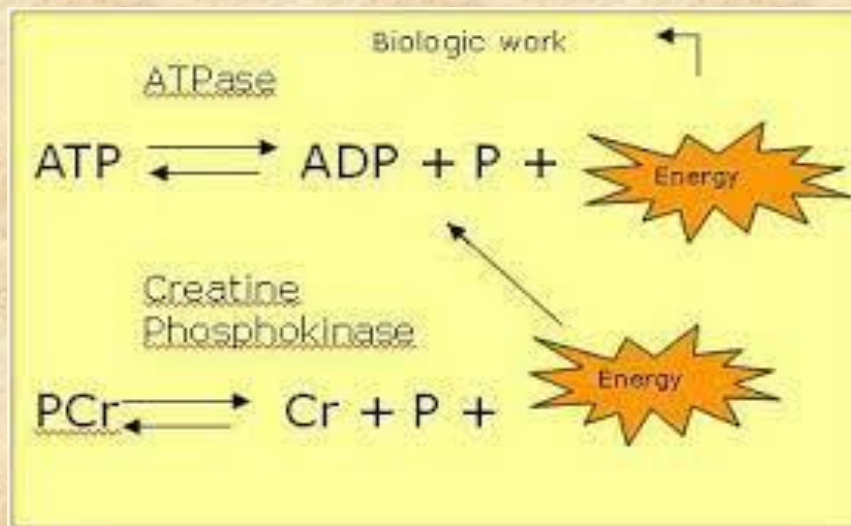 Biologic work
ATPase
ATP ADP + P + Energy
Creatine
Phosphokinase
PCr Cr + P + Energy